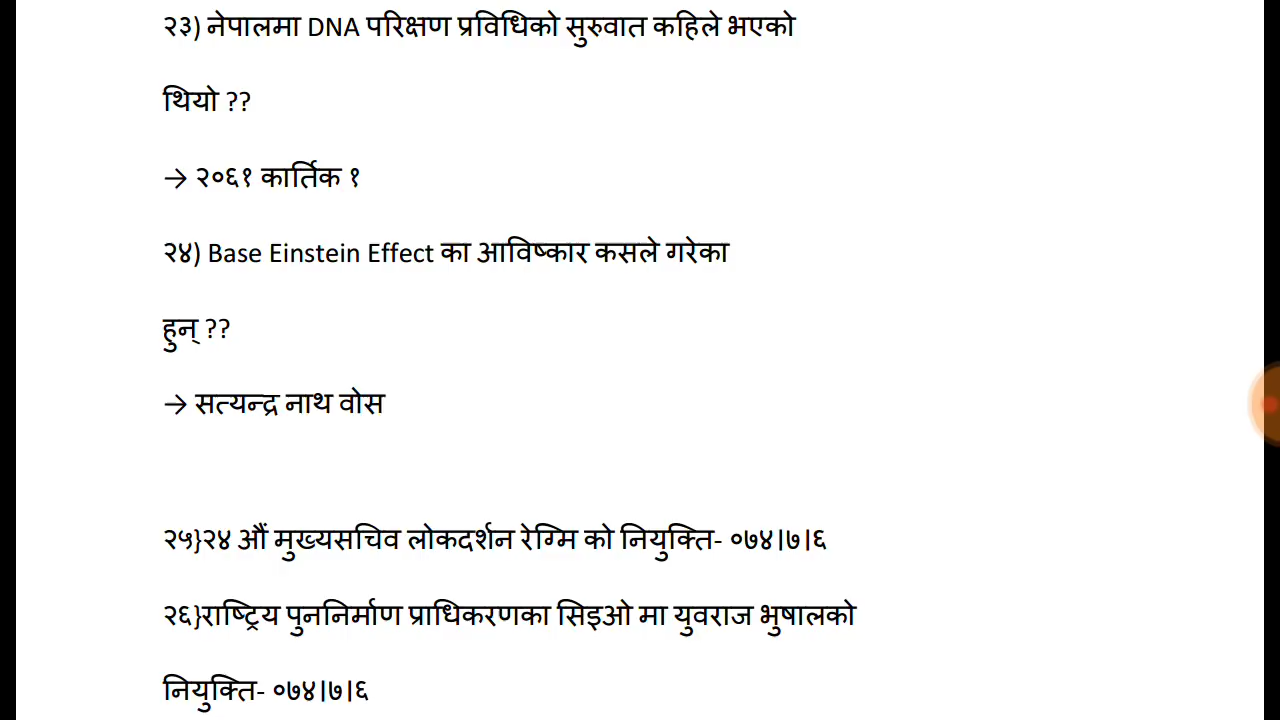 २३) नेपालमा DNA परिक्षण प्रविधिको सुरुवात कहिले भएको
थियो ??
→ २०६१ कार्तिक १
२४) Base Einstein Effect का आविष्कार कसले गरेका
हुन् ??
→ सत्यन्द्र नाथ वोस
२५}२४ औं मुख्यसचिव लोकदर्शन रेग्मि को नियुक्ति- ०७४।७।६
२६}राष्ट्रिय पुननिर्माण प्राधिकरणका सिइओ मा युवराज भुषालको
नियुक्ति- ०७४।७।६